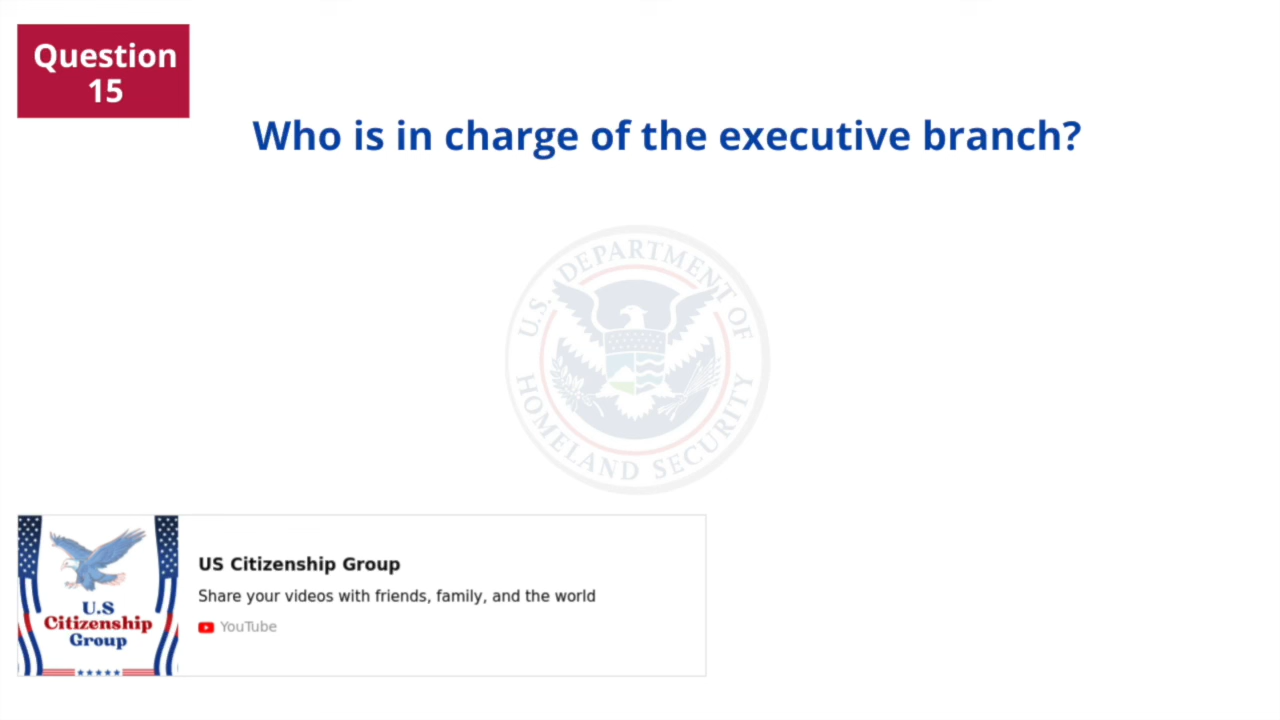 Question
15
Who is in charge of the executive branch?
U.S. DEPARTMENT OF
HOMELAND SECURITY
U.S
Citizenship
Group
US Citizenship Group
Share your videos with friends, family, and the world
YouTube